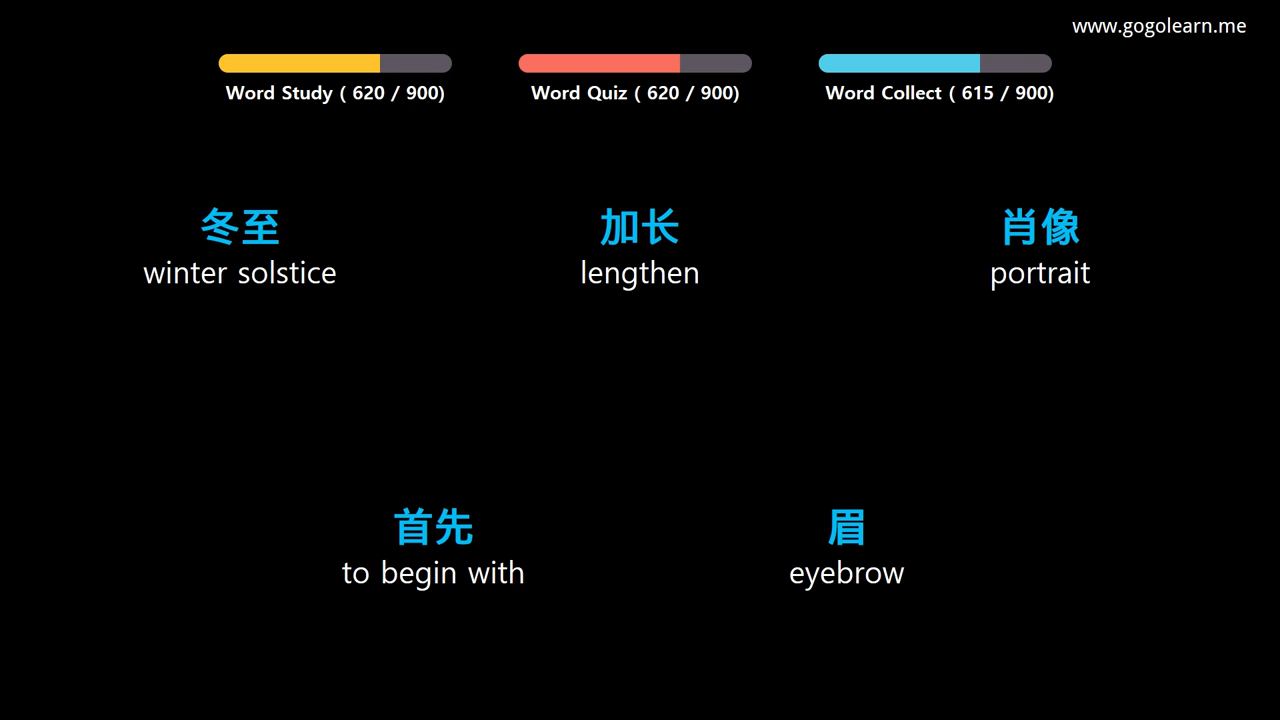 www.gogolearn.me
Word Study ( 620 / 900)
Word Quiz ( 620 / 900)
Word Collect ( 615 / 900)
冬至
winter solstice
加长
lengthen
肖像
portrait
首先
to begin with
眉
eyebrow